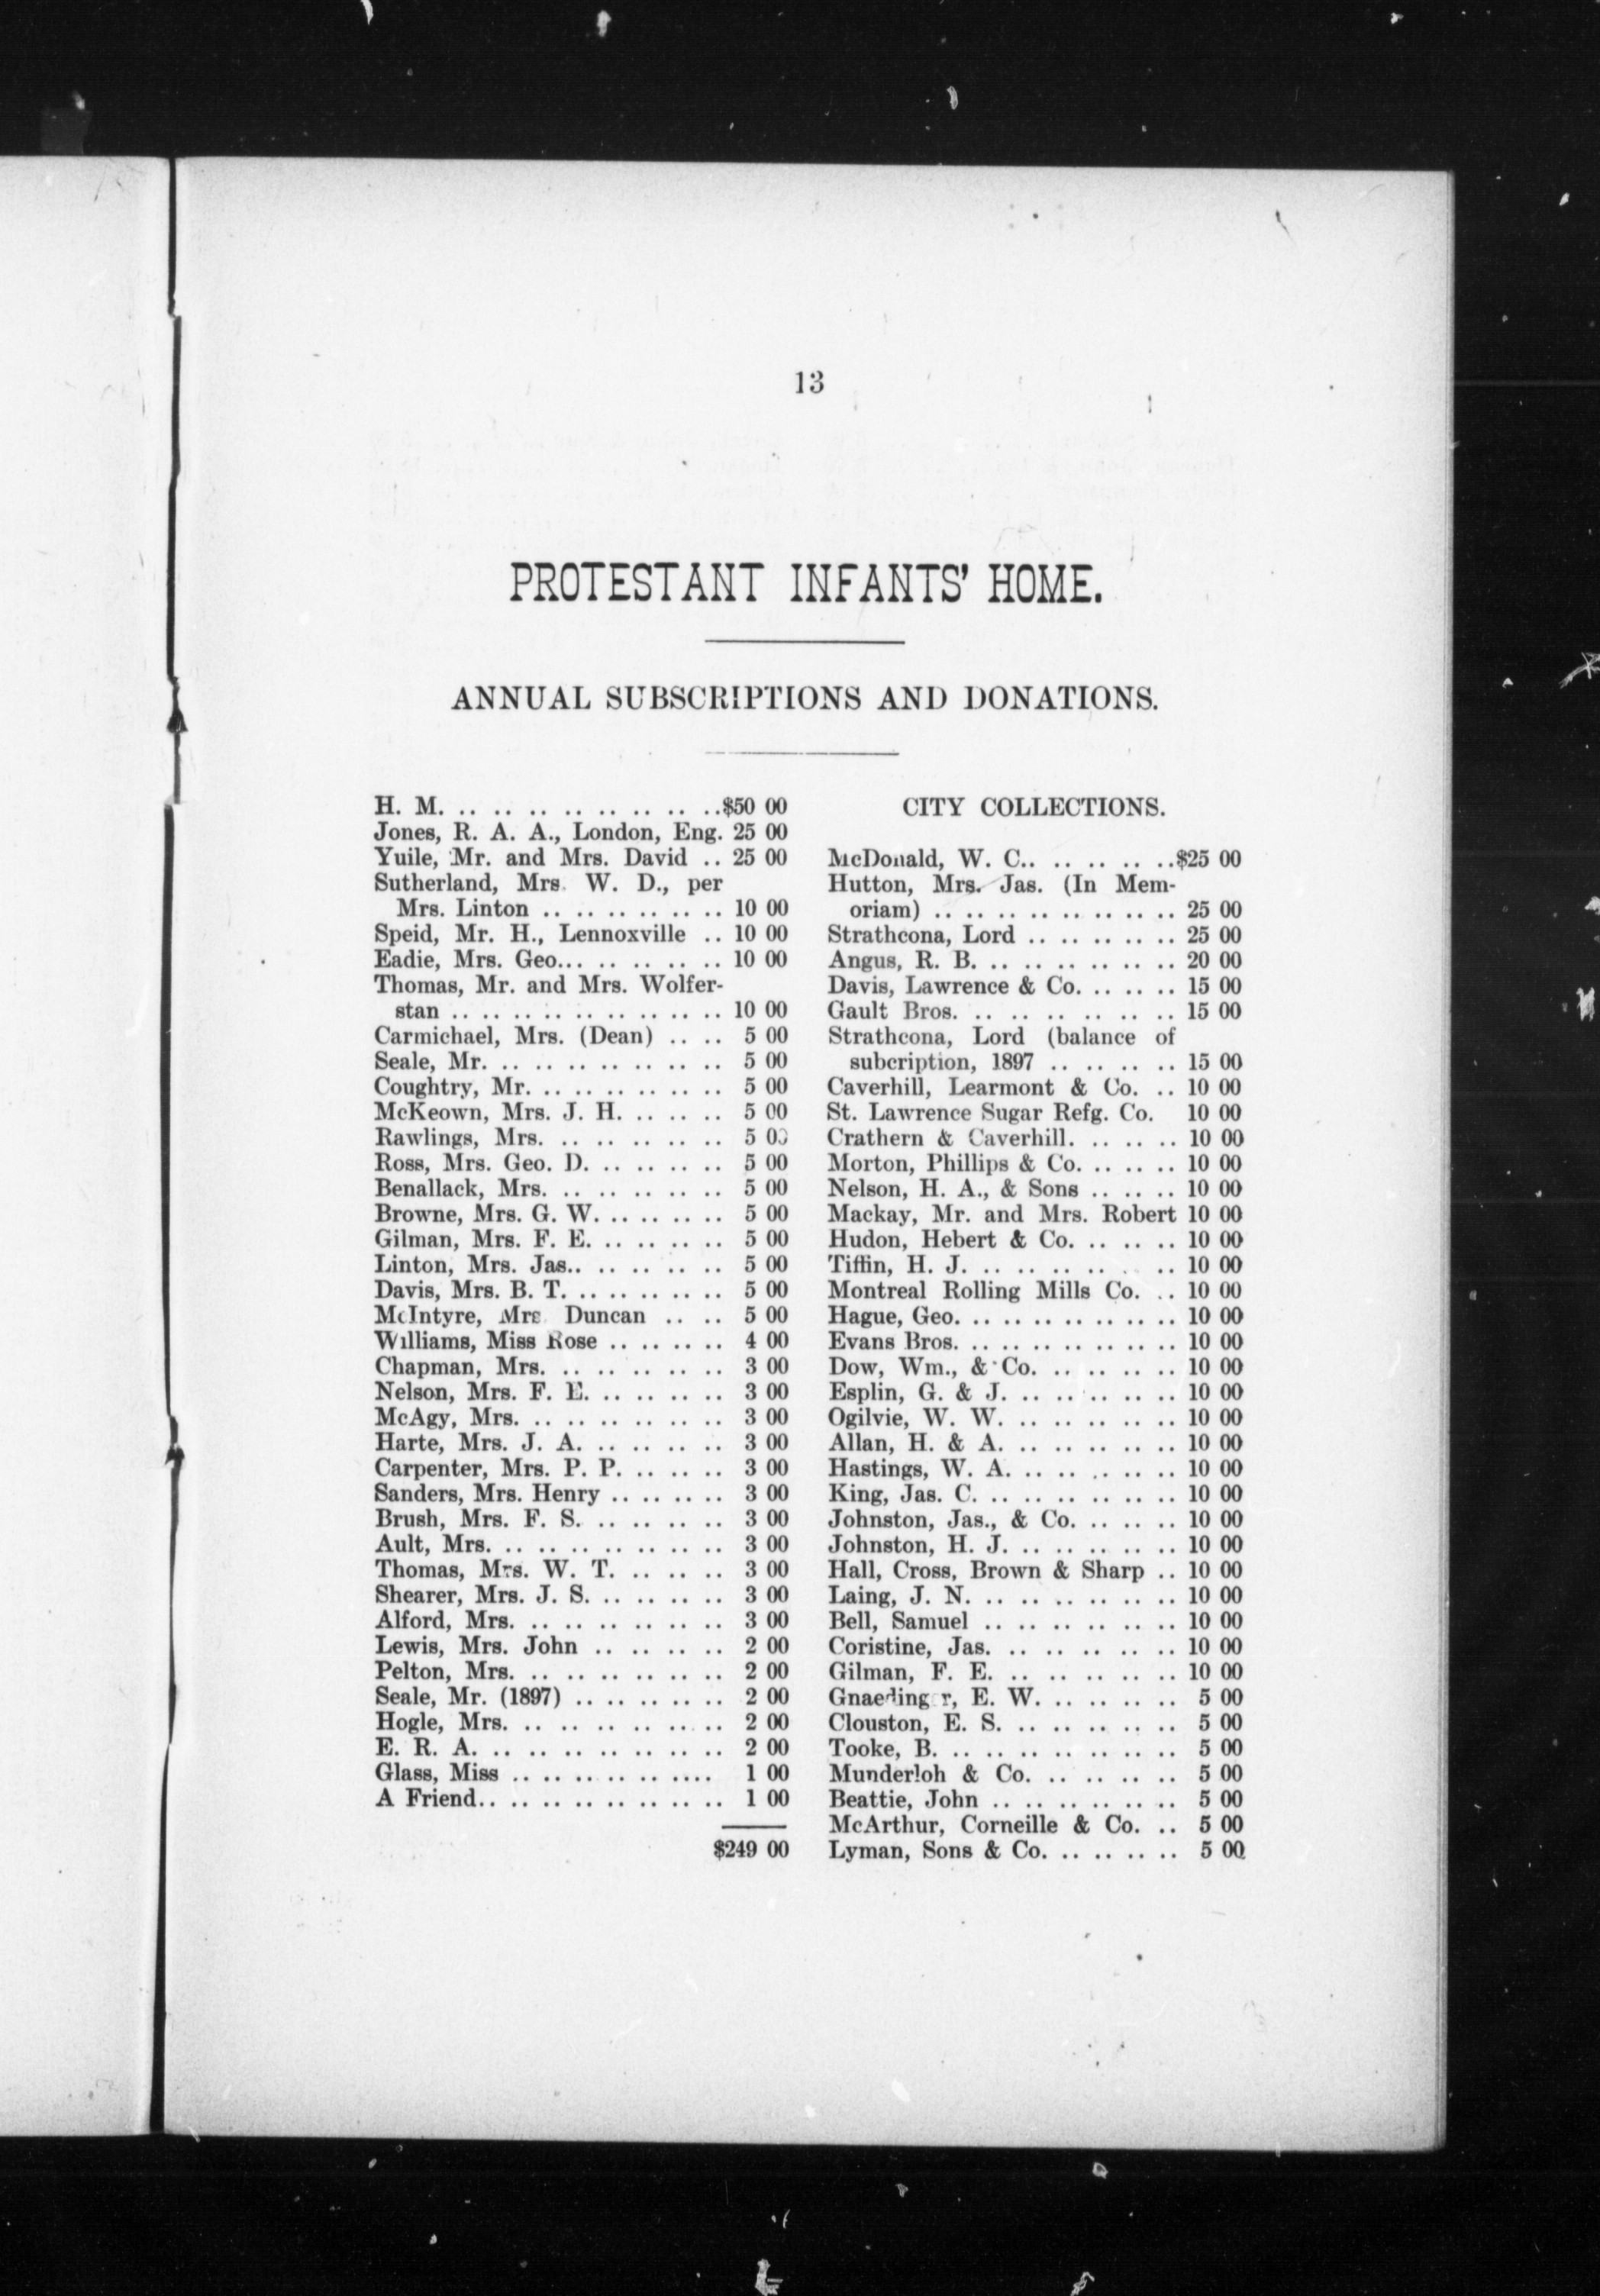 13
PROTESTANT INFANTS' HOME.
ANNUAL SUBSCRIPTIONS AND DONATIONS.
H. M. .. .. .. .. .. .. .. ..$50 00
Jones, R. A. A., London, Eng. 25 00
Yuile, Mr. and Mrs. David .. 25 00
Sutherland, Mrs. W. D., per
Mrs. Linton .. .. .. .. .. .. 10 00
Speid, Mr. H., Lennoxville .. 10 00
Eadie, Mrs. Geo... .. .. .. .. 10 00
Thomas, Mr. and Mrs. Wolfer-
stan .. .. .. .. .. .. .. .. .. 10 00
Carmichael, Mrs. (Dean) .. .. 5 00
Seale, Mr. .. .. .. .. .. .. .. 5 00
Coughtry, Mr. .. .. .. .. .. .. 5 00
McKeown, Mrs. J. H. .. .. .. 5 00
Rawlings, Mrs. .. .. .. .. .. 5 00
Ross, Mrs. Geo. D. .. .. .. .. 5 00
Benallack, Mrs. .. .. .. .. .. 5 00
Browne, Mrs. G. W. .. .. .. .. 5 00
Gilman, Mrs. F. E. .. .. .. .. 5 00
Linton, Mrs. Jas.. .. .. .. .. 5 00
Davis, Mrs. B. T. .. .. .. .. .. 5 00
McIntyre, Mrs. Duncan .. .. 5 00
Williams, Miss Rose .. .. .. .. 4 00
Chapman, Mrs. .. .. .. .. .. 3 00
Nelson, Mrs. F. E. .. .. .. .. 3 00
McAgy, Mrs. .. .. .. .. .. .. 3 00
Harte, Mrs. J. A. .. .. .. .. 3 00
Carpenter, Mrs. P. P. .. .. .. 3 00
Sanders, Mrs. Henry .. .. .. .. 3 00
Brush, Mrs. F. S. .. .. .. .. 3 00
Ault, Mrs. .. .. .. .. .. .. .. 3 00
Thomas, Mrs. W. T. .. .. .. 3 00
Shearer, Mrs. J. S. .. .. .. .. 3 00
Alford, Mrs. .. .. .. .. .. .. 3 00
Lewis, Mrs. John .. .. .. .. 2 00
Pelton, Mrs. .. .. .. .. .. .. 2 00
Seale, Mr. (1897) .. .. .. .. .. 2 00
Hogle, Mrs. .. .. .. .. .. .. .. 2 00
E. R. A. .. .. .. .. .. .. .. .. 2 00
Glass, Miss .. .. .. .. .. .. .. 1 00
A Friend.. .. .. .. .. .. .. .. 1 00
$249 00
CITY COLLECTIONS.
McDonald, W. C.. .. .. .. ..$25 00
Hutton, Mrs. Jas. (In Mem-
oriam) .. .. .. .. .. .. .. .. 25 00
Strathcona, Lord .. .. .. .. .. 25 00
Angus, R. B. .. .. .. .. .. .. 20 00
Davis, Lawrence & Co. .. .. .. 15 00
Gault Bros. .. .. .. .. .. .. .. 15 00
Strathcona, Lord (balance of
subcription, 1897 .. .. .. .. 15 00
Caverhill, Learmont & Co. .. 10 00
St. Lawrence Sugar Refg. Co. 10 00
Crathern & Caverhill. .. .. .. 10 00
Morton, Phillips & Co. .. .. .. 10 00
Nelson, H. A., & Sons .. .. .. 10 00
Mackay, Mr. and Mrs. Robert 10 00
Hudon, Hebert & Co. .. .. .. 10 00
Tiffin, H. J. .. .. .. .. .. .. 10 00
Montreal Rolling Mills Co. .. 10 00
Hague, Geo. .. .. .. .. .. .. .. 10 00
Evans Bros. .. .. .. .. .. .. .. 10 00
Dow, Wm., & Co. .. .. .. .. 10 00
Esplin, G. & J. .. .. .. .. .. 10 00
Ogilvie, W. W. .. .. .. .. .. 10 00
Allan, H. & A. .. .. .. .. .. 10 00
Hastings, W. A. .. .. .. .. .. 10 00
King, Jas. C. .. .. .. .. .. .. 10 00
Johnston, Jas., & Co. .. .. .. 10 00
Johnston, H. J. .. .. .. .. .. 10 00
Hall, Cross, Brown & Sharp .. 10 00
Laing, J. N. .. .. .. .. .. .. 10 00
Bell, Samuel .. .. .. .. .. .. 10 00
Coristine, Jas. .. .. .. .. .. 10 00
Gilman, F. E. .. .. .. .. .. 10 00
Gnaedinger, E. W. .. .. .. .. 5 00
Clouston, E. S. .. .. .. .. .. 5 00
Tooke, B. .. .. .. .. .. .. .. 5 00
Munderloh & Co. .. .. .. .. 5 00
Beattie, John .. .. .. .. .. .. 5 00
McArthur, Corneille & Co. .. 5 00
Lyman, Sons & Co. .. .. .. .. 5 00